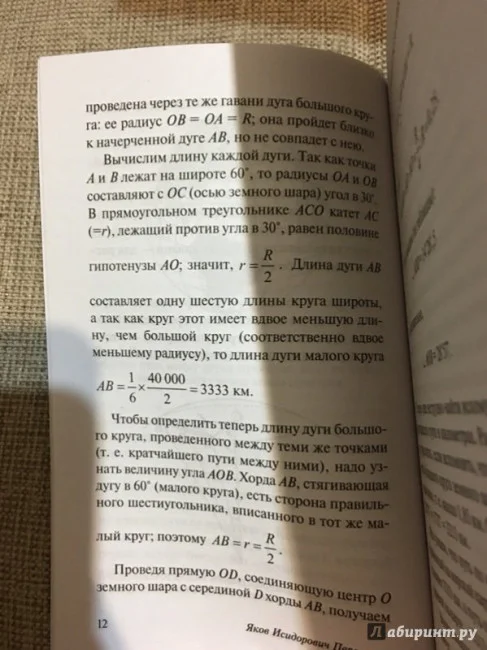 проведена через те же гавани дуга большого кру-
га: ее радиус OB = OA = R; она пройдет близко
к начерченной дуге AB, но не совпадет с нею.
Вычислим длину каждой дуги. Так как точки
A и B лежат на широте 60°, то радиусы OA и OB
составляют с OC (осью земного шара) угол в 30°.
В прямоугольном треугольнике ACO катет AC
(=r), лежащий против угла в 30°, равен половине
гипотенузы AO; значит, r = R/2. Длина дуги AB
составляет одну шестую длины круга широты,
а так как круг этот имеет вдвое меньшую дли-
ну, чем большой круг (соответственно вдвое
меньшему радиусу), то длина дуги малого круга
AB = 1/6 × 40 000/2 = 3333 км.
Чтобы определить теперь длину дуги большо-
го круга, проведенного между теми же точками
(т. е. кратчайшего пути между ними), надо уз-
нать величину угла AOB. Хорда AB, стягивающая
дугу в 60° (малого круга), есть сторона правиль-
ного шестиугольника, вписанного в тот же ма-
лый круг; поэтому AB = r = R/2.
Проведя прямую OD, соединяющую центр O
земного шара с серединой D хорды AB, получаем
12
Яков Исидорович
Лабиринт.ру